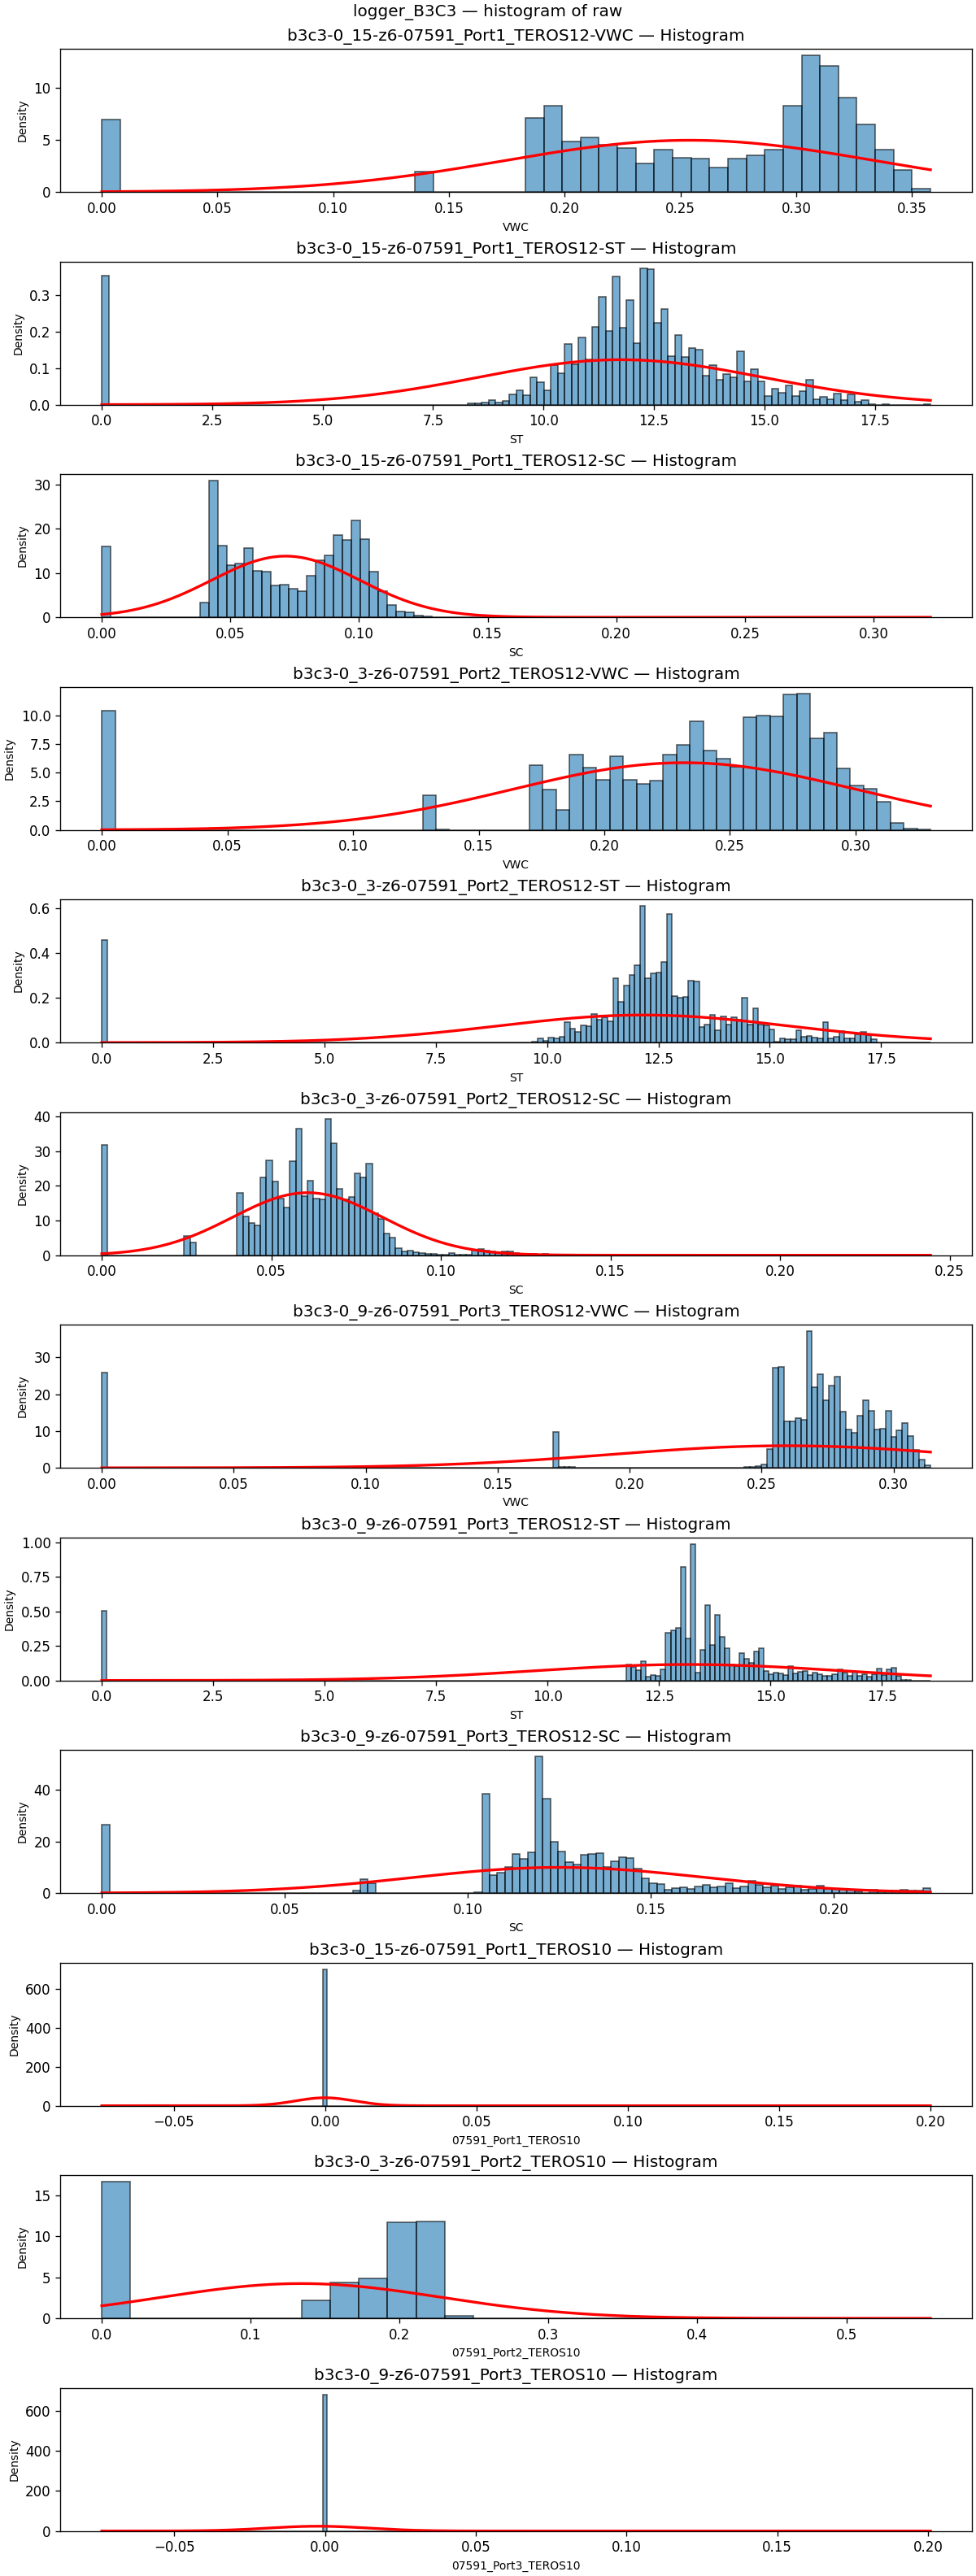 logger_B3C3 — histogram of raw
b3c3-0_15-z6-07591_Port1_TEROS12-VWC — Histogram
Density
10
5
0
0.00 0.05 0.10 0.15 0.20 0.25 0.30 0.35
VWC
b3c3-0_15-z6-07591_Port1_TEROS12-ST — Histogram
Density
0.3
0.2
0.1
0.0
0.0 2.5 5.0 7.5 10.0 12.5 15.0 17.5
ST
b3c3-0_15-z6-07591_Port1_TEROS12-SC — Histogram
Density
30
20
10
0
0.00 0.05 0.10 0.15 0.20 0.25 0.30
SC
b3c3-0_3-z6-07591_Port2_TEROS12-VWC — Histogram
Density
10.0
7.5
5.0
2.5
0.0
0.00 0.05 0.10 0.15 0.20 0.25 0.30
VWC
b3c3-0_3-z6-07591_Port2_TEROS12-ST — Histogram
Density
0.6
0.4
0.2
0.0
0.0 2.5 5.0 7.5 10.0 12.5 15.0 17.5
ST
b3c3-0_3-z6-07591_Port2_TEROS12-SC — Histogram
Density
40
30
20
10
0
0.00 0.05 0.10 0.15 0.20 0.25
SC
b3c3-0_9-z6-07591_Port3_TEROS12-VWC — Histogram
Density
30
20
10
0
0.00 0.05 0.10 0.15 0.20 0.25 0.30
VWC
b3c3-0_9-z6-07591_Port3_TEROS12-ST — Histogram
Density
1.00
0.75
0.50
0.25
0.00
0.0 2.5 5.0 7.5 10.0 12.5 15.0 17.5
ST
b3c3-0_9-z6-07591_Port3_TEROS12-SC — Histogram
Density
40
20
0
0.00 0.05 0.10 0.15 0.20
SC
b3c3-0_15-z6-07591_Port1_TEROS10 — Histogram
Density
600
400
200
0
−0.05 0.00 0.05 0.10 0.15 0.20
07591_Port1_TEROS10
b3c3-0_3-z6-07591_Port2_TEROS10 — Histogram
Density
15
10
5
0
0.0 0.1 0.2 0.3 0.4 0.5
07591_Port2_TEROS10
b3c3-0_9-z6-07591_Port3_TEROS10 — Histogram
Density
600
400
200
0
−0.05 0.00 0.05 0.10 0.15 0.20
07591_Port3_TEROS10